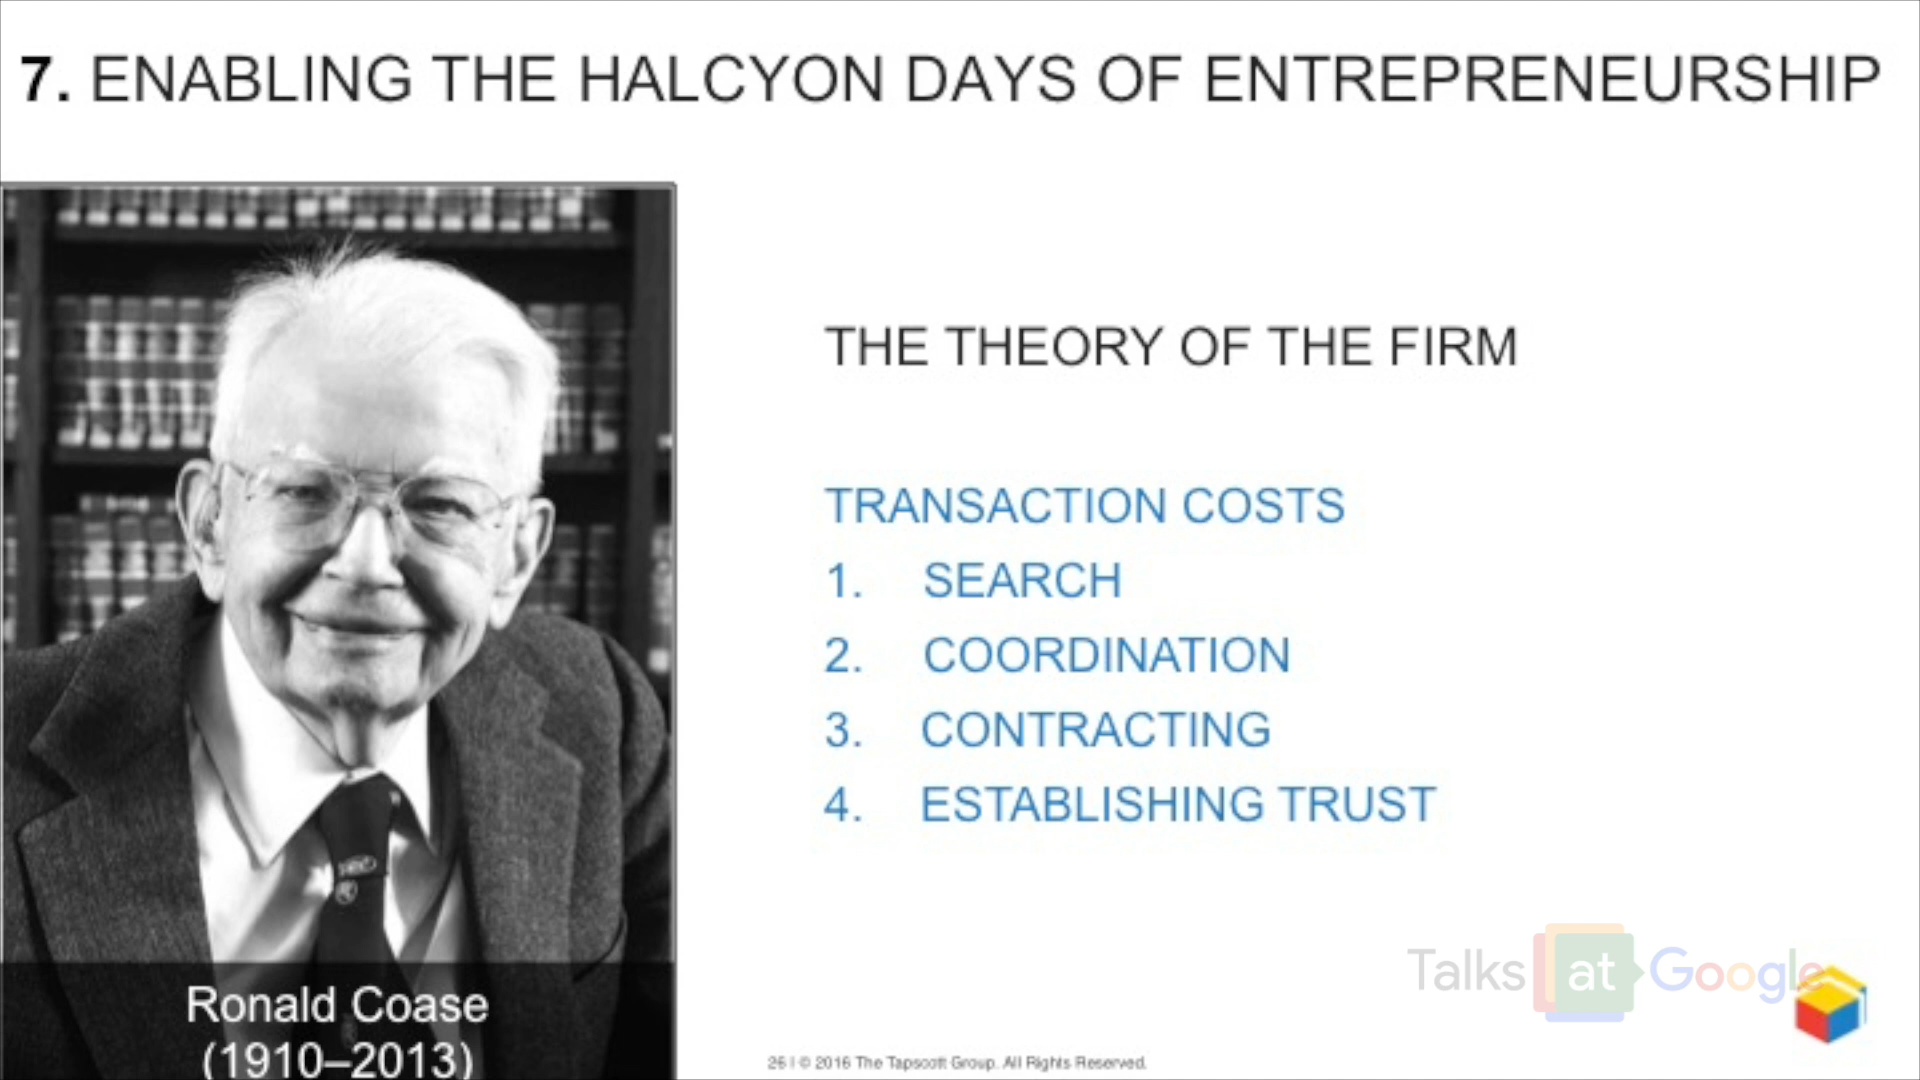 7. ENABLING THE HALCYON DAYS OF ENTREPRENEURSHIP
THE THEORY OF THE FIRM
TRANSACTION COSTS
1. SEARCH
2. COORDINATION
3. CONTRACTING
4. ESTABLISHING TRUST
Ronald Coase
(1910–2013)
Talks at Google
26 | © 2016 The Tapscott Group. All Rights Reserved.